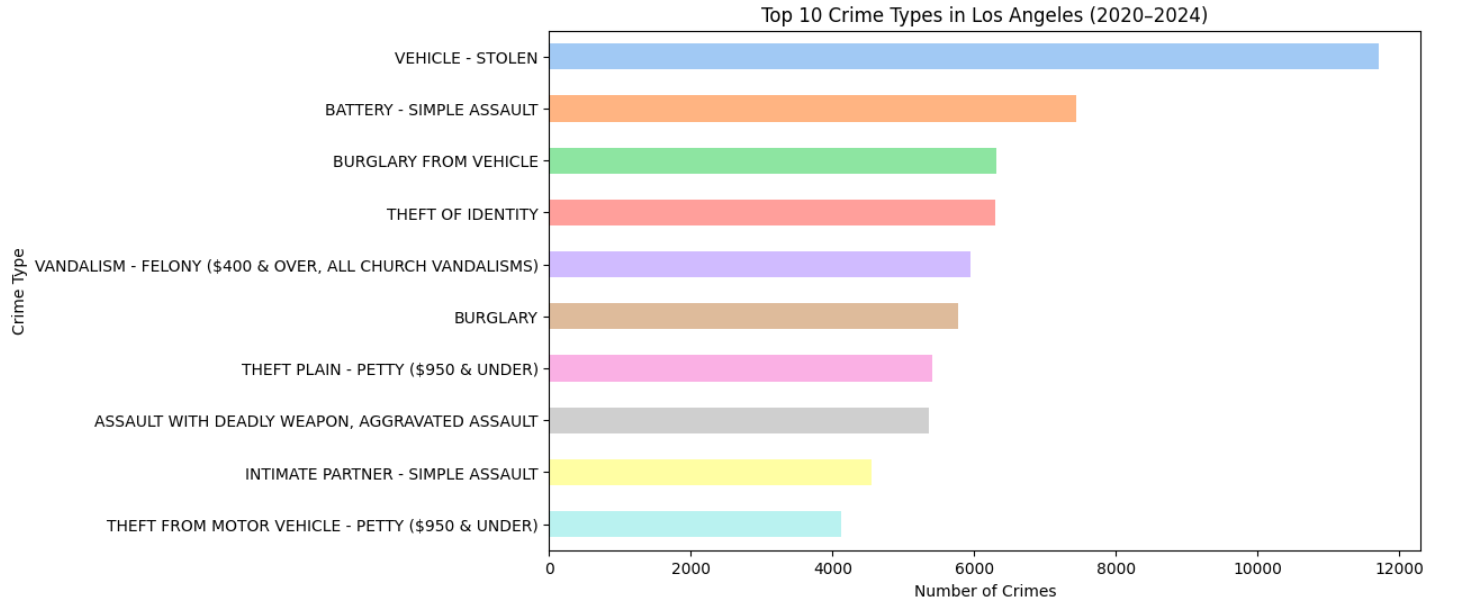 Top 10 Crime Types in Los Angeles (2020–2024)
Crime Type
VEHICLE - STOLEN
BATTERY - SIMPLE ASSAULT
BURGLARY FROM VEHICLE
THEFT OF IDENTITY
VANDALISM - FELONY ($400 & OVER, ALL CHURCH VANDALISMS)
BURGLARY
THEFT PLAIN - PETTY ($950 & UNDER)
ASSAULT WITH DEADLY WEAPON, AGGRAVATED ASSAULT
INTIMATE PARTNER - SIMPLE ASSAULT
THEFT FROM MOTOR VEHICLE - PETTY ($950 & UNDER)
0 2000 4000 6000 8000 10000 12000
Number of Crimes